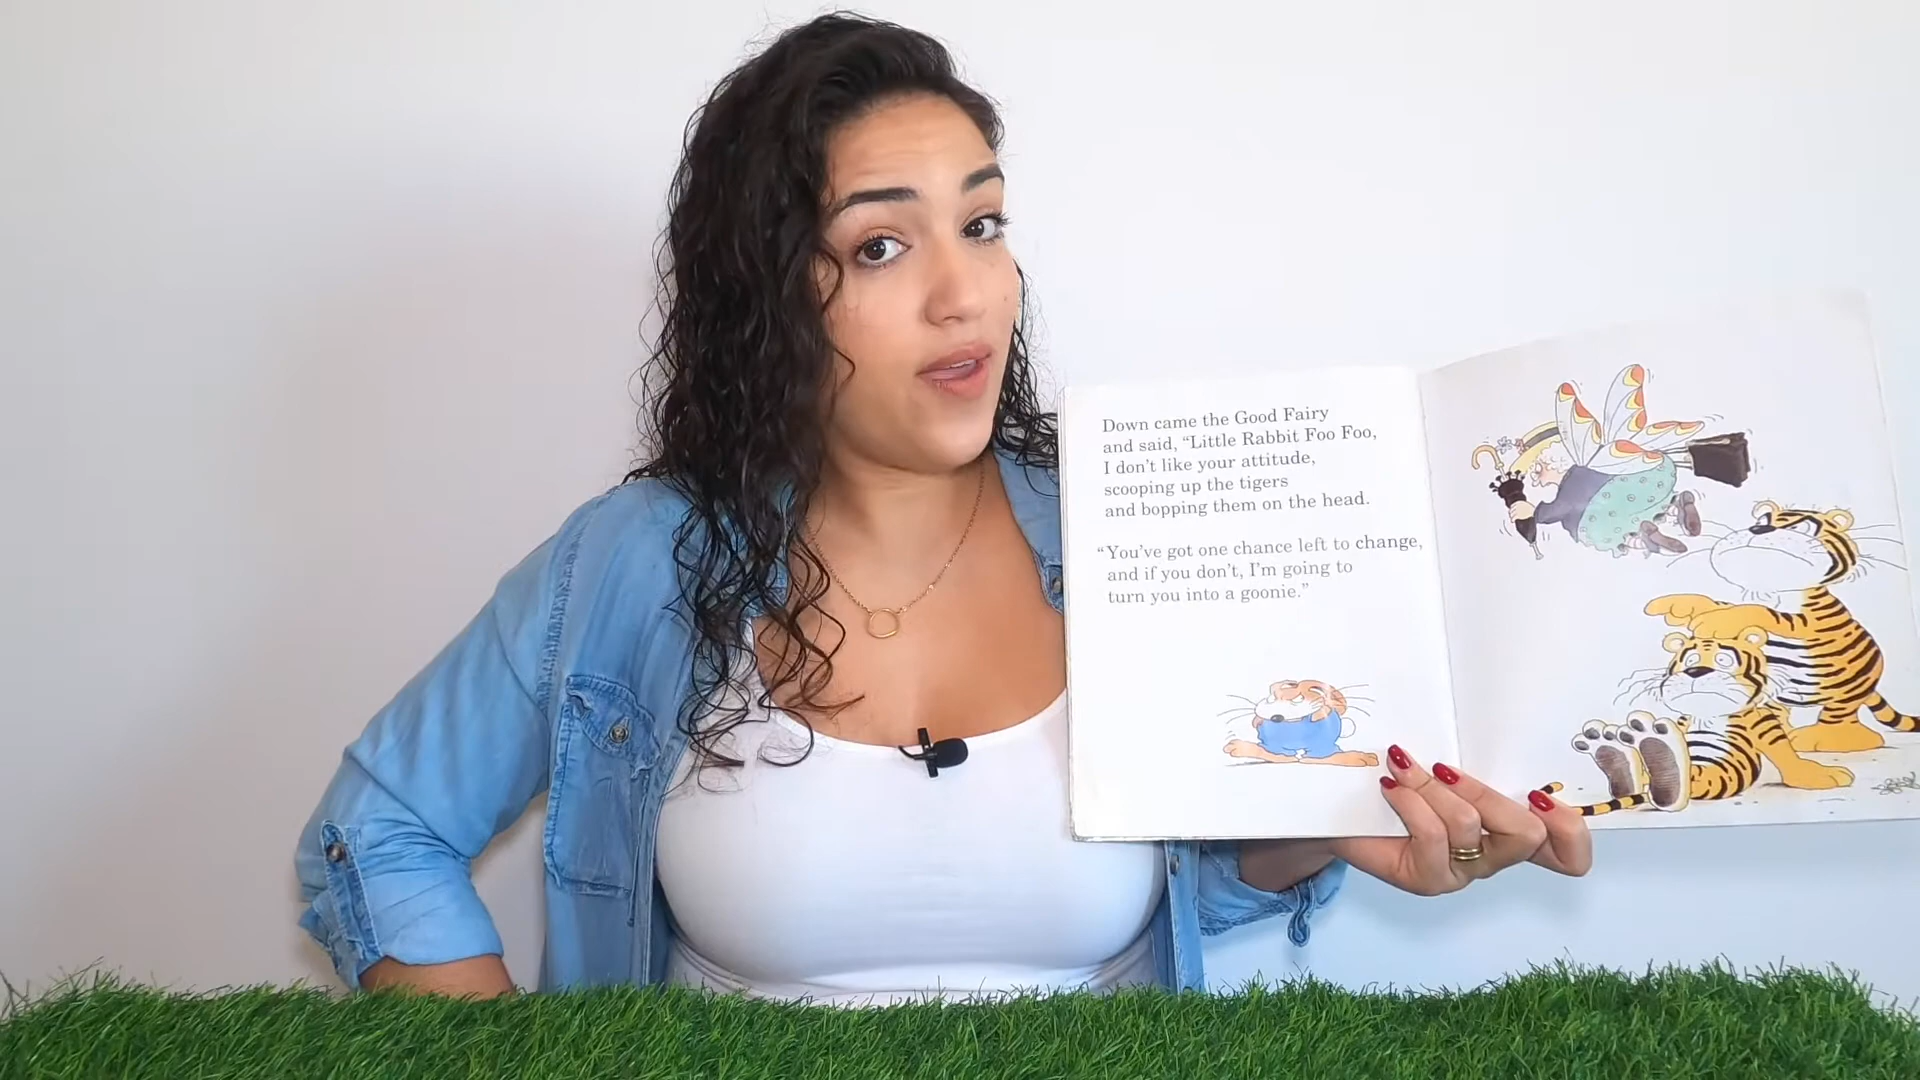 Down came the Good Fairy
and said, “Little Rabbit Foo Foo,
I don’t like your attitude,
scooping up the tigers
and bopping them on the head.
“You’ve got one chance left to change,
and if you don’t, I’m going to
turn you into a goonie.”